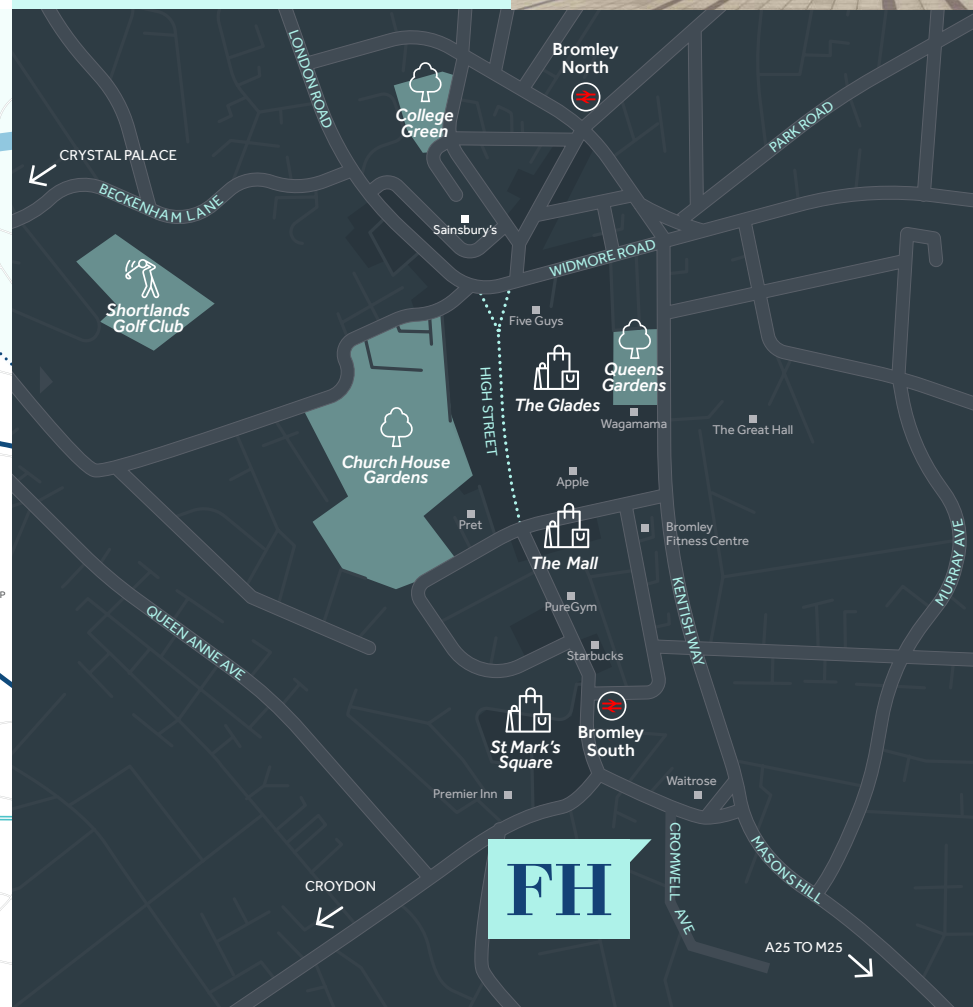 LONDON ROAD
Bromley
North
College
Green
PARK ROAD
CRYSTAL PALACE
BECKENHAM LANE
Sainsbury's
WIDMORE ROAD
Shortlands
Golf Club
Five Guys
HIGH STREET
The Glades
Queens
Gardens
Wagamama
The Great Hall
Church House
Gardens
Apple
Pret
Bromley
Fitness Centre
The Mall
MURRAY AVE
KENTISH WAY
PureGym
P
QUEEN ANNE AVE
Starbucks
St Mark's
Square
Bromley
South
Waitrose
Premier Inn
CROMWELL AVE
MASONS HILL
FH
CROYDON
A25 TO M25